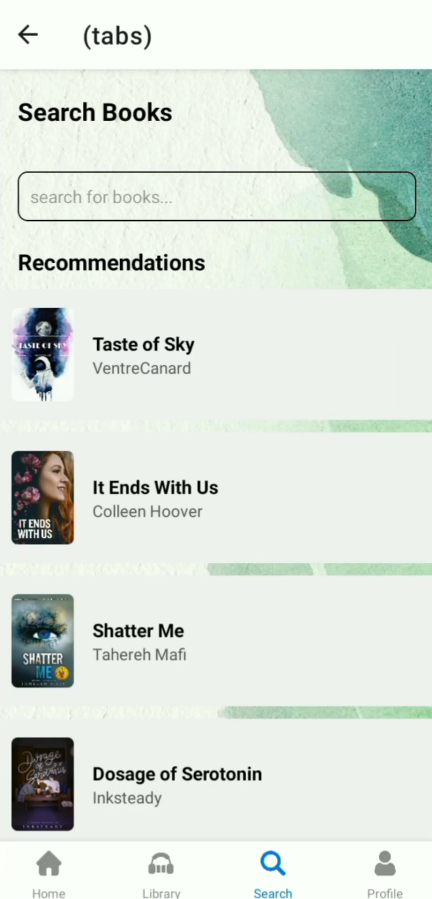 (tabs)
Search Books
search for books...
Recommendations
TASTE OF SKY
Taste of Sky
VentreCanard
IT ENDS
WITH US
It Ends With Us
Colleen Hoover
SHATTER
ME
Shatter Me
Tahereh Mafi
Dosage
of
Serotonin
INKSTEADY
Dosage of Serotonin
Inksteady
Home
Library
Search
Profile